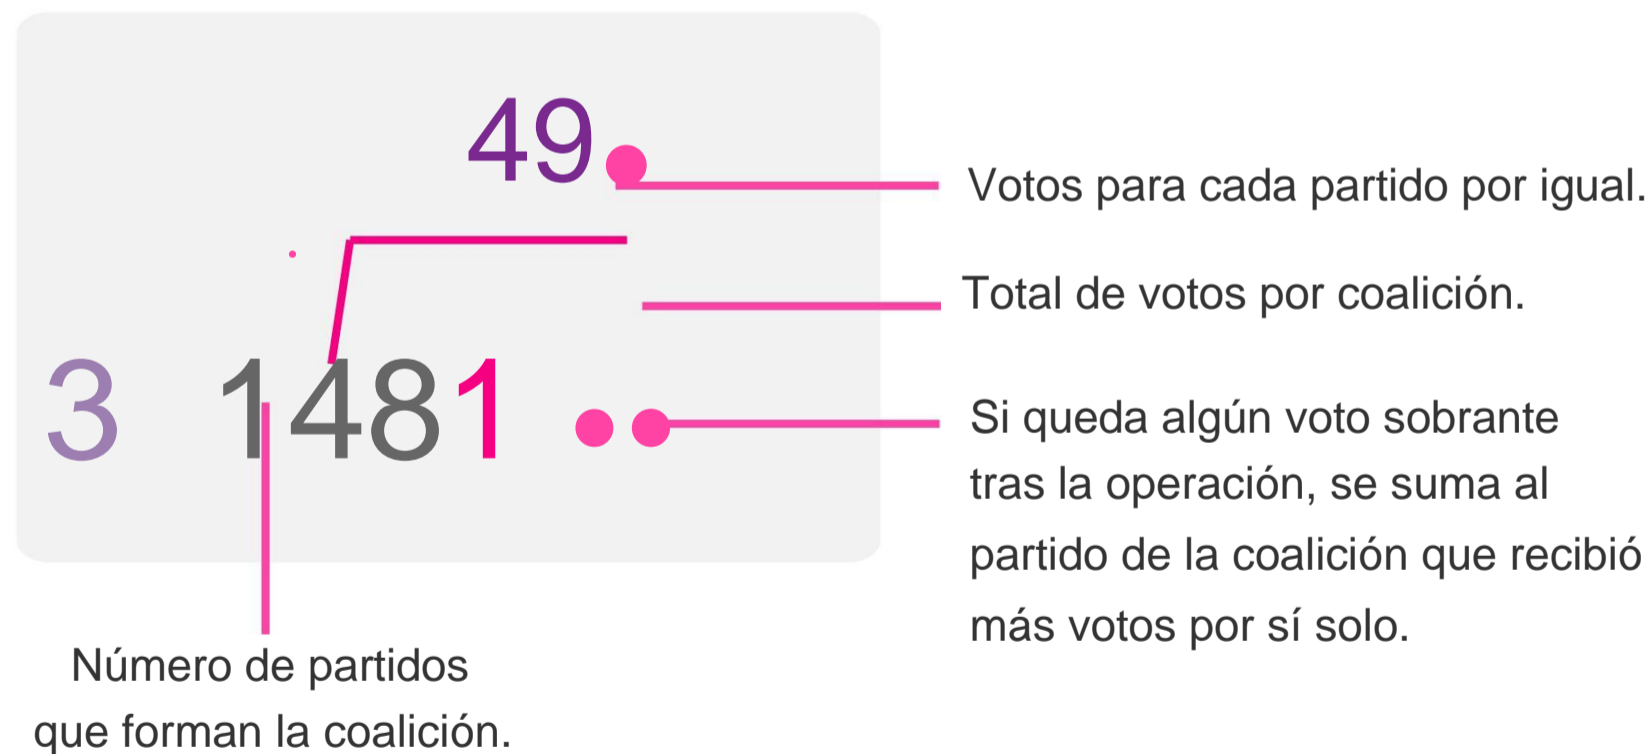 49
Votos para cada partido por igual.
Total de votos por coalición.
3 1481
Si queda algún voto sobrante
tras la operación, se suma al
partido de la coalición que recibió
más votos por sí solo.
Número de partidos
que forman la coalición.